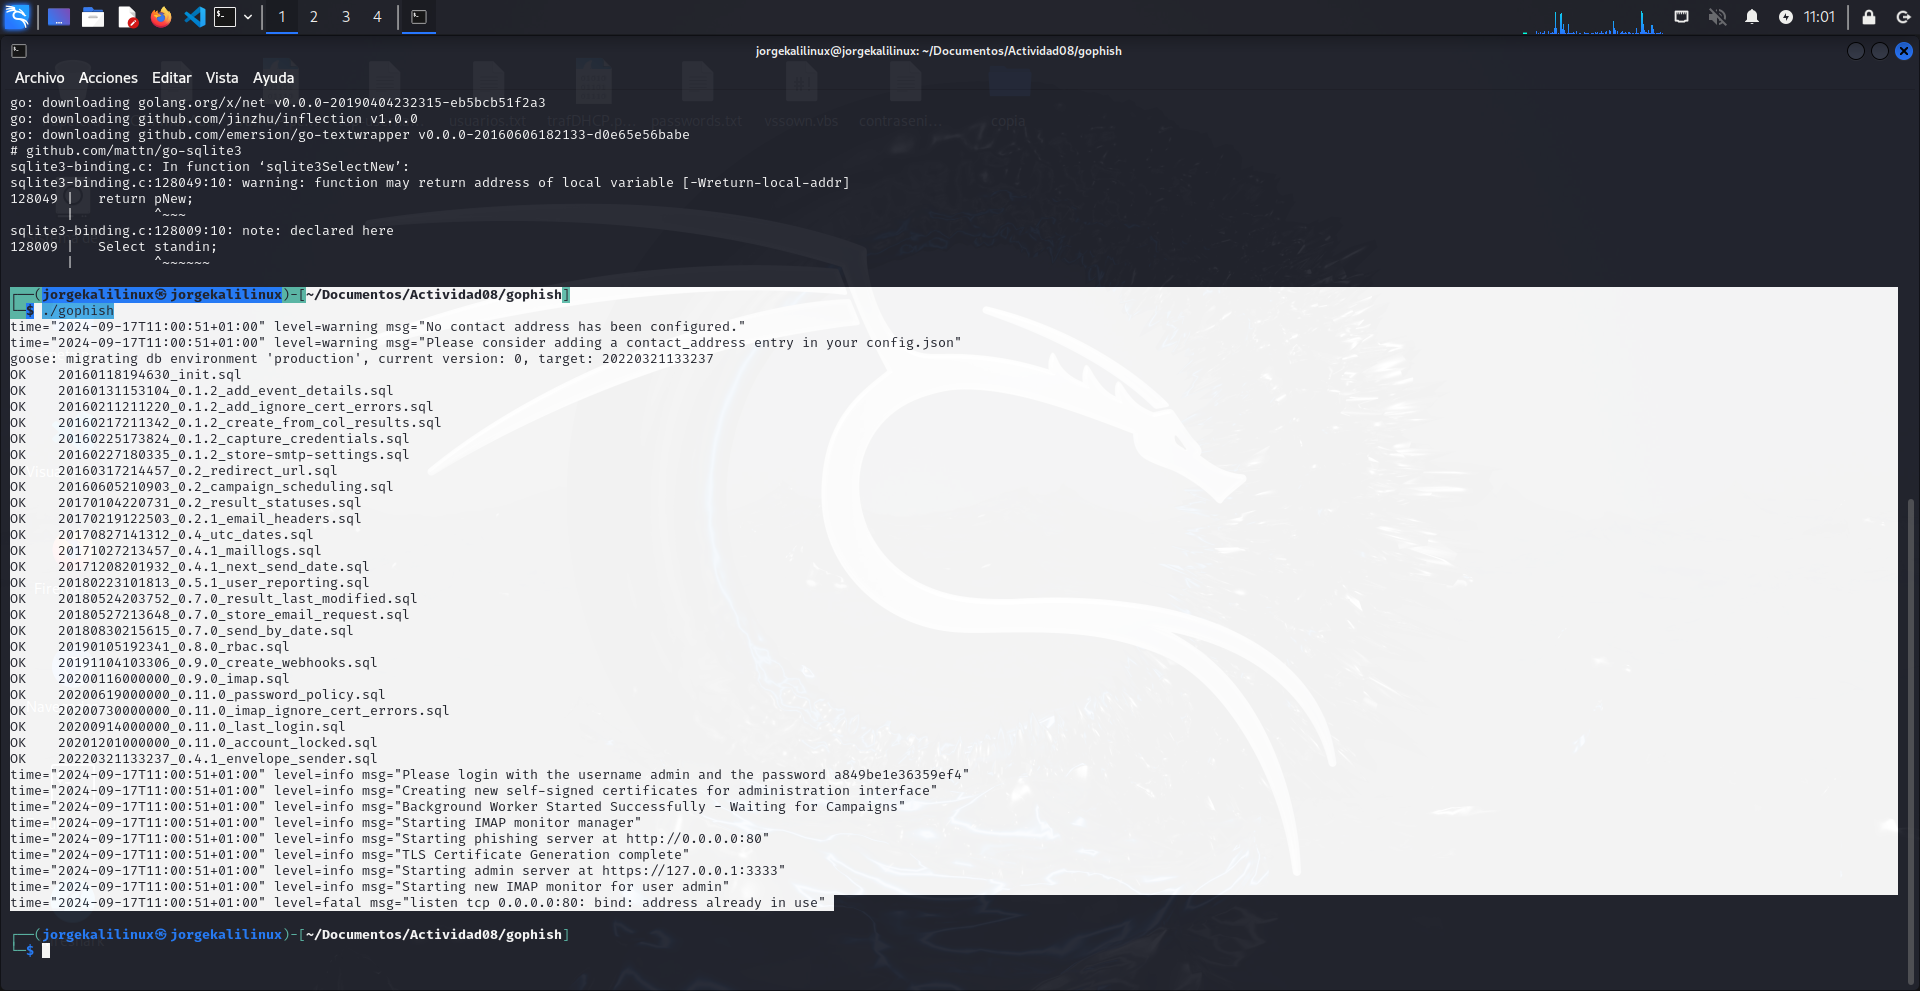 1 2 3 4 11:01
jorgekalilinux@jorgekalilinux: ~/Documentos/Actividad08/gophish
Archivo Acciones Editar Vista Ayuda
go: downloading golang.org/x/net v0.0.0-20190404232315-eb5bcb51f2a3
go: downloading github.com/jinzhu/inflection v1.0.0
go: downloading github.com/emersion/go-textwrapper v0.0.0-20160606182133-d0e65e56babe
# github.com/mattn/go-sqlite3
sqlite3-binding.c: In function ‘sqlite3SelectNew’:
sqlite3-binding.c:128049:10: warning: function may return address of local variable [-Wreturn-local-addr]
128049 |   return pNew;
       |          ^~~~
sqlite3-binding.c:128009:10: note: declared here
128009 |   Select standin;
       |          ^~~~~~~
┌──(jorgekalilinux㉿jorgekalilinux)-[~/Documentos/Actividad08/gophish]
└─$ ./gophish
time="2024-09-17T11:00:51+01:00" level=warning msg="No contact address has been configured."
time="2024-09-17T11:00:51+01:00" level=warning msg="Please consider adding a contact_address entry in your config.json"
goose: migrating db environment 'production', current version: 0, target: 20220321133237
OK    20160118194630_init.sql
OK    20160131153104_0.1.2_add_event_details.sql
OK    20160211211220_0.1.2_add_ignore_cert_errors.sql
OK    20160217211342_0.1.2_create_from_col_results.sql
OK    20160225173824_0.1.2_capture_credentials.sql
OK    20160227180335_0.1.2_store-smtp-settings.sql
OK    20160317214457_0.2_redirect_url.sql
OK    20160605210903_0.2_campaign_scheduling.sql
OK    20170104220731_0.2_result_statuses.sql
OK    20170219122503_0.2.1_email_headers.sql
OK    20170827141312_0.4_utc_dates.sql
OK    20171027213457_0.4.1_maillogs.sql
OK    20171208201932_0.4.1_next_send_date.sql
OK    20180223101813_0.5.1_user_reporting.sql
OK    20180524203752_0.7.0_result_last_modified.sql
OK    20180527213648_0.7.0_store_email_request.sql
OK    20180830215615_0.7.0_send_by_date.sql
OK    20190105192341_0.8.0_rbac.sql
OK    20191104103306_0.9.0_create_webhooks.sql
OK    20200116000000_0.9.0_imap.sql
OK    20200619000000_0.11.0_password_policy.sql
OK    20200730000000_0.11.0_imap_ignore_cert_errors.sql
OK    20200914000000_0.11.0_last_login.sql
OK    20201201000000_0.11.0_account_locked.sql
OK    20220321133237_0.4.1_envelope_sender.sql
time="2024-09-17T11:00:51+01:00" level=info msg="Please login with the username admin and the password a849be1e36359ef4"
time="2024-09-17T11:00:51+01:00" level=info msg="Creating new self-signed certificates for administration interface"
time="2024-09-17T11:00:51+01:00" level=info msg="Background Worker Started Successfully - Waiting for Campaigns"
time="2024-09-17T11:00:51+01:00" level=info msg="Starting IMAP monitor manager"
time="2024-09-17T11:00:51+01:00" level=info msg="Starting phishing server at http://0.0.0.0:80"
time="2024-09-17T11:00:51+01:00" level=info msg="TLS Certificate Generation complete"
time="2024-09-17T11:00:51+01:00" level=info msg="Starting admin server at https://127.0.0.1:3333"
time="2024-09-17T11:00:51+01:00" level=info msg="Starting new IMAP monitor for user admin"
time="2024-09-17T11:00:51+01:00" level=fatal msg="listen tcp 0.0.0.0:80: bind: address already in use"
┌──(jorgekalilinux㉿jorgekalilinux)-[~/Documentos/Actividad08/gophish]
└─$